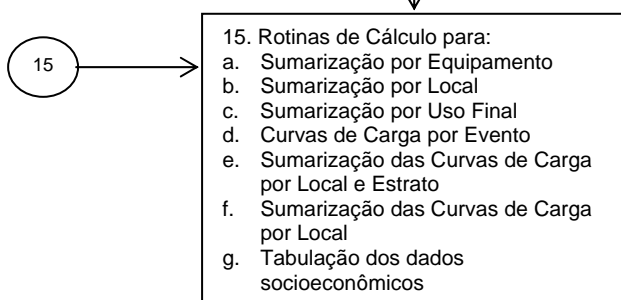 15
15. Rotinas de Cálculo para:
a. Sumarização por Equipamento
b. Sumarização por Local
c. Sumarização por Uso Final
d. Curvas de Carga por Evento
e. Sumarização das Curvas de Carga
por Local e Estrato
f. Sumarização das Curvas de Carga
por Local
g. Tabulação dos dados
socioeconômicos